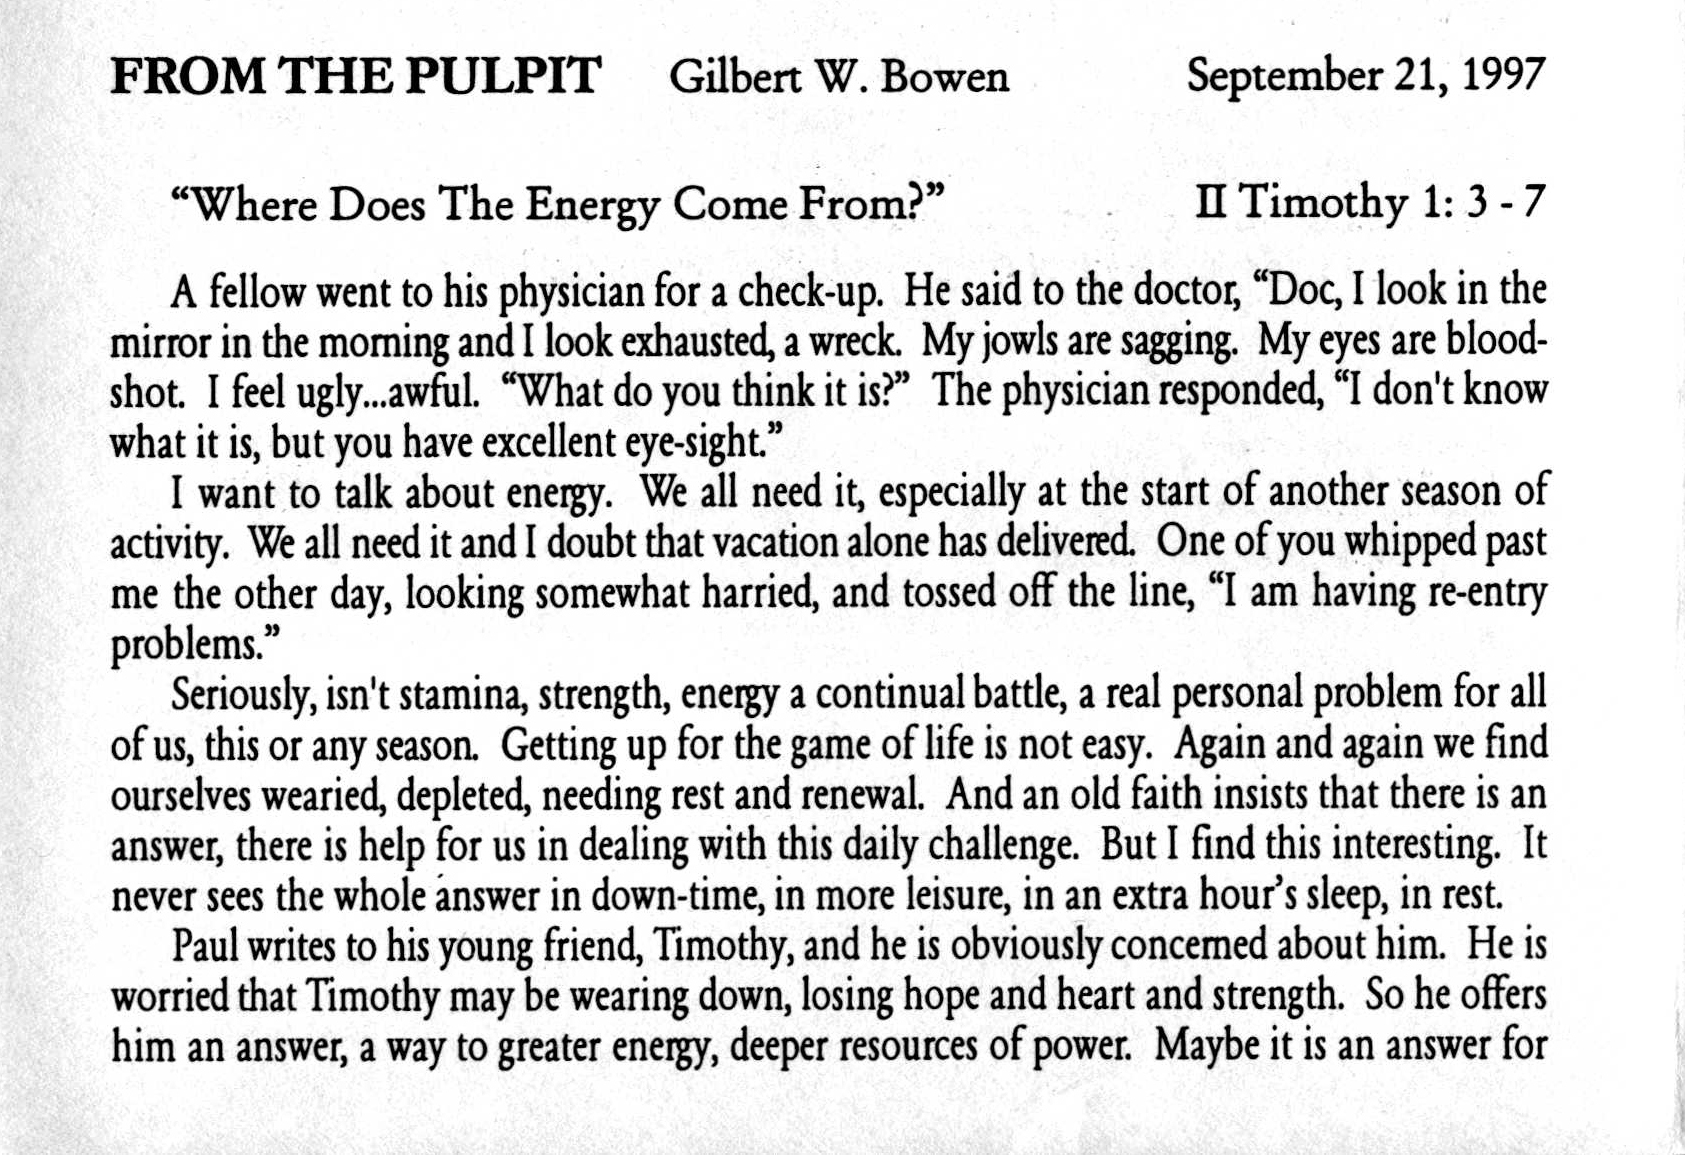 FROM THE PULPIT Gilbert W. Bowen September 21, 1997
“Where Does The Energy Come From?” II Timothy 1: 3 - 7
A fellow went to his physician for a check-up. He said to the doctor, “Doc, I look in the
mirror in the morning and I look exhausted, a wreck. My jowls are sagging. My eyes are blood-
shot. I feel ugly...awful. “What do you think it is?” The physician responded, “I don't know
what it is, but you have excellent eye-sight.”
I want to talk about energy. We all need it, especially at the start of another season of
activity. We all need it and I doubt that vacation alone has delivered. One of you whipped past
me the other day, looking somewhat harried, and tossed off the line, “I am having re-entry
problems.”
Seriously, isn't stamina, strength, energy a continual battle, a real personal problem for all
of us, this or any season. Getting up for the game of life is not easy. Again and again we find
ourselves wearied, depleted, needing rest and renewal. And an old faith insists that there is an
answer, there is help for us in dealing with this daily challenge. But I find this interesting. It
never sees the whole answer in down-time, in more leisure, in an extra hour’s sleep, in rest.
Paul writes to his young friend, Timothy, and he is obviously concerned about him. He is
worried that Timothy may be wearing down, losing hope and heart and strength. So he offers
him an answer, a way to greater energy, deeper resources of power. Maybe it is an answer for